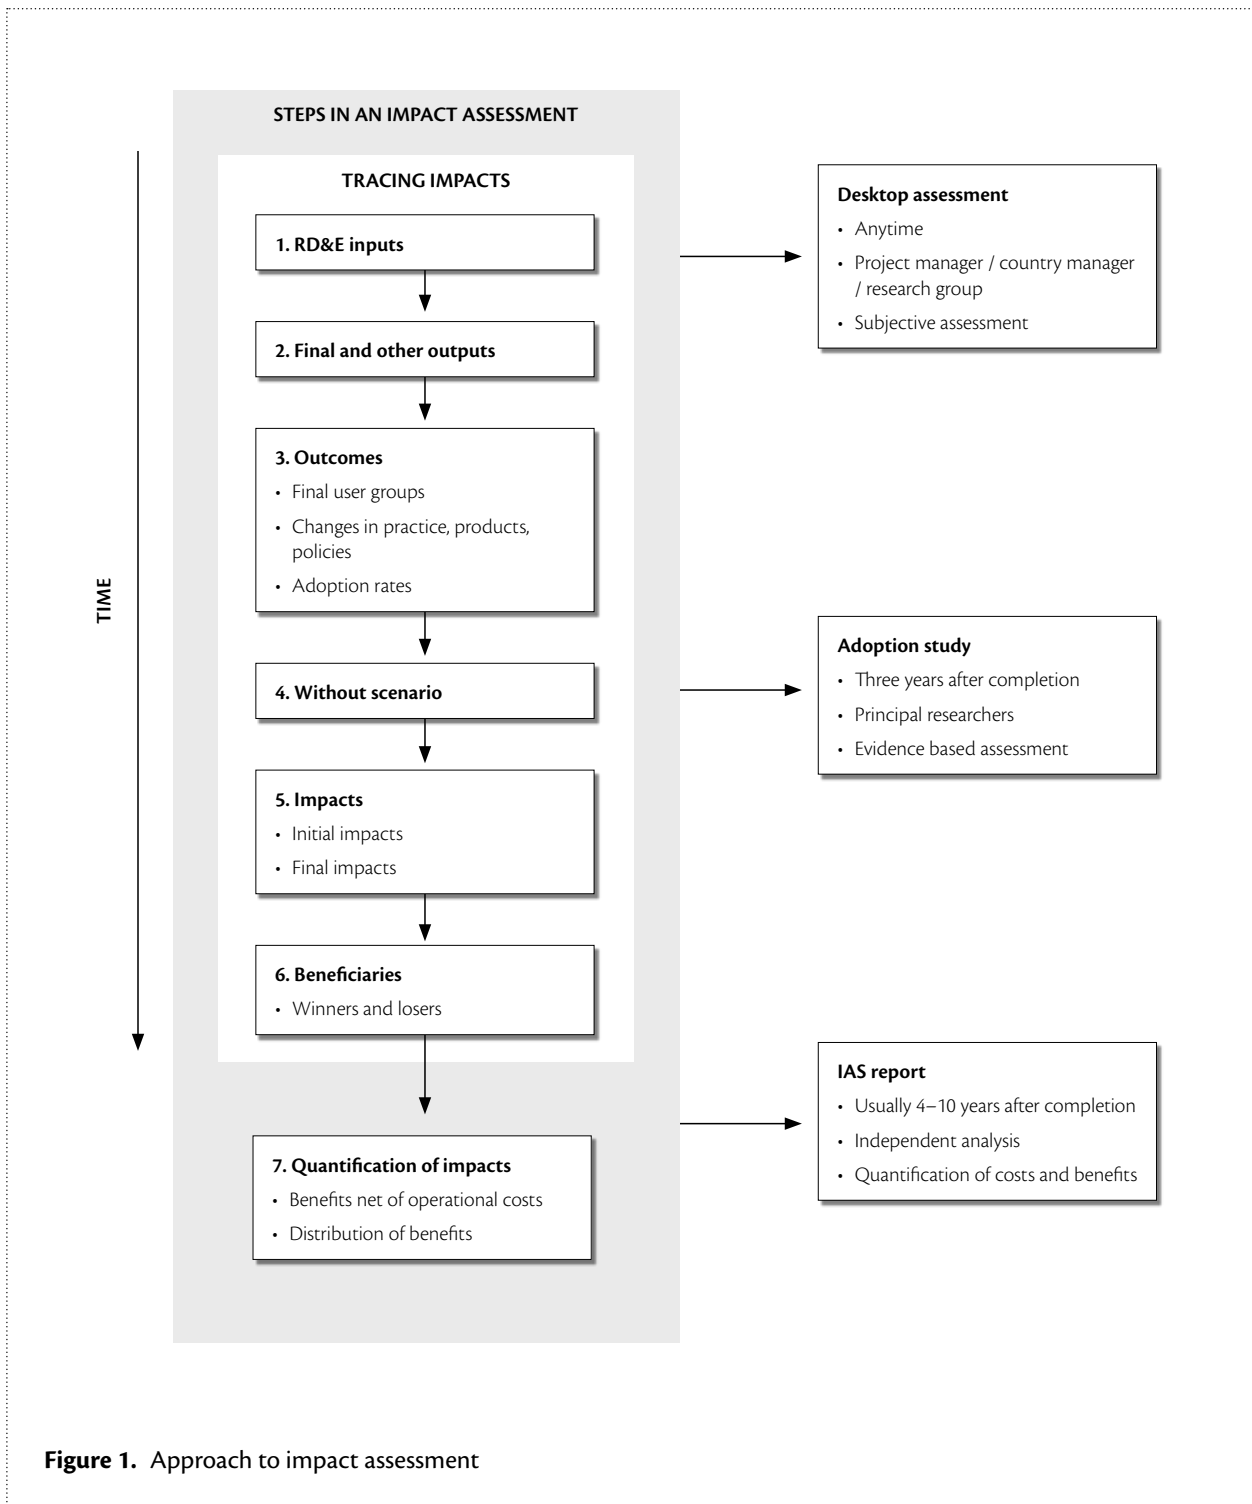 STEPS IN AN IMPACT ASSESSMENT
TRACING IMPACTS
1. RD&E inputs
2. Final and other outputs
3. Outcomes
• Final user groups
• Changes in practice, products,
policies
• Adoption rates
4. Without scenario
5. Impacts
• Initial impacts
• Final impacts
6. Beneficiaries
• Winners and losers
7. Quantification of impacts
• Benefits net of operational costs
• Distribution of benefits
TIME
Desktop assessment
• Anytime
• Project manager / country manager
/ research group
• Subjective assessment
Adoption study
• Three years after completion
• Principal researchers
• Evidence based assessment
IAS report
• Usually 4–10 years after completion
• Independent analysis
• Quantification of costs and benefits
Figure 1. Approach to impact assessment